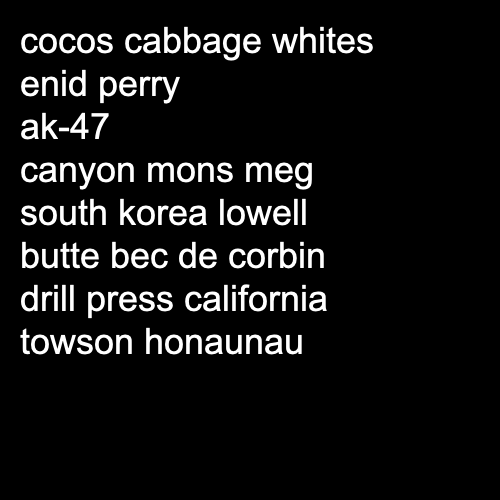 cocos cabbage whites
enid perry
ak-47
canyon mons meg
south korea lowell
butte bec de corbin
drill press california
towson honaunau